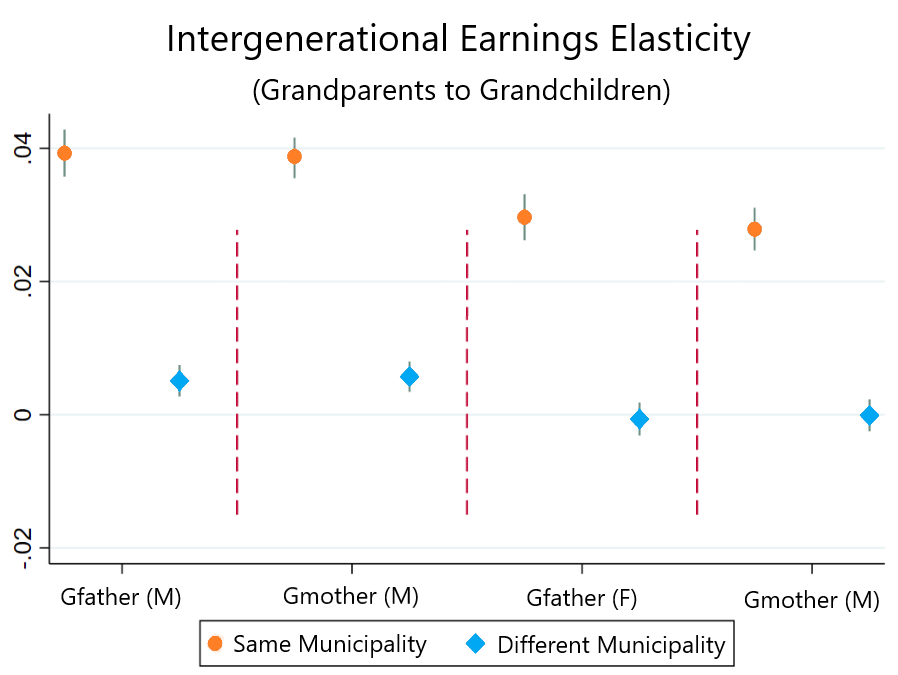 Intergenerational Earnings Elasticity
(Grandparents to Grandchildren)
.04
.02
0
-.02
Gfather (M) Gmother (M) Gfather (F) Gmother (M)
Same Municipality Different Municipality